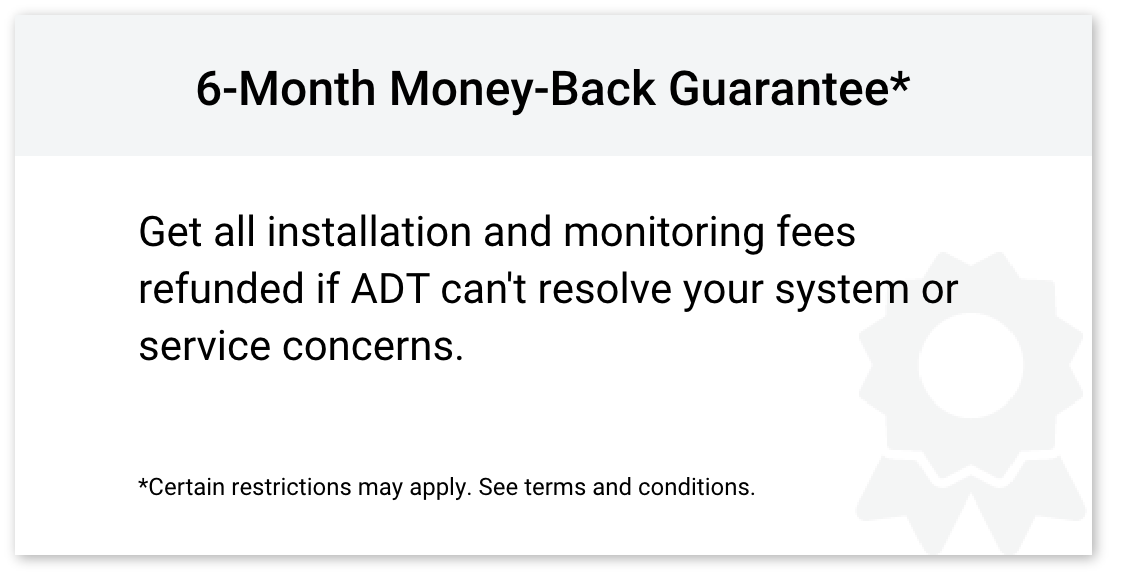 6-Month Money-Back Guarantee*
Get all installation and monitoring fees
refunded if ADT can't resolve your system or
service concerns.
*Certain restrictions may apply. See terms and conditions.